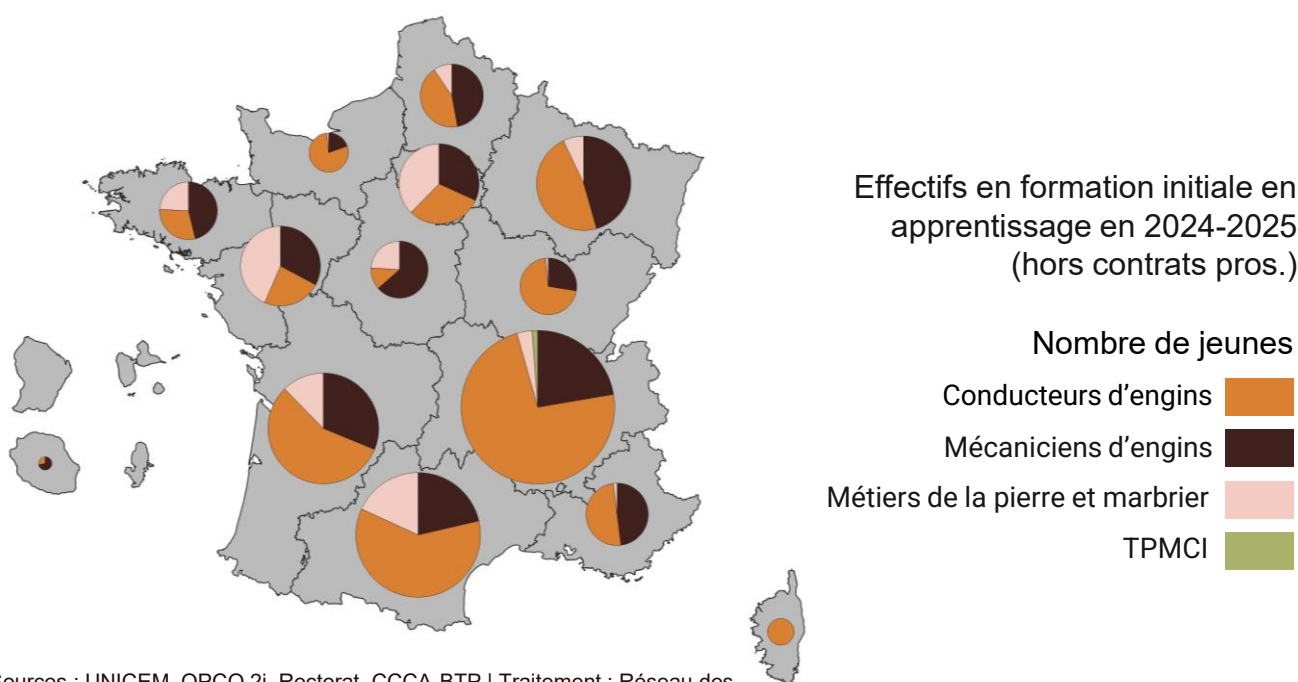 Effectifs en formation initiale en
apprentissage en 2024-2025
(hors contrats pros.)
Nombre de jeunes
Conducteurs d’engins
Mécaniciens d’engins
Métiers de la pierre et marbrier
TPMCI
Sources : UNICEM, OPCO 2i, Rectorat, CCCA-BTP | Traitement : Réseau des